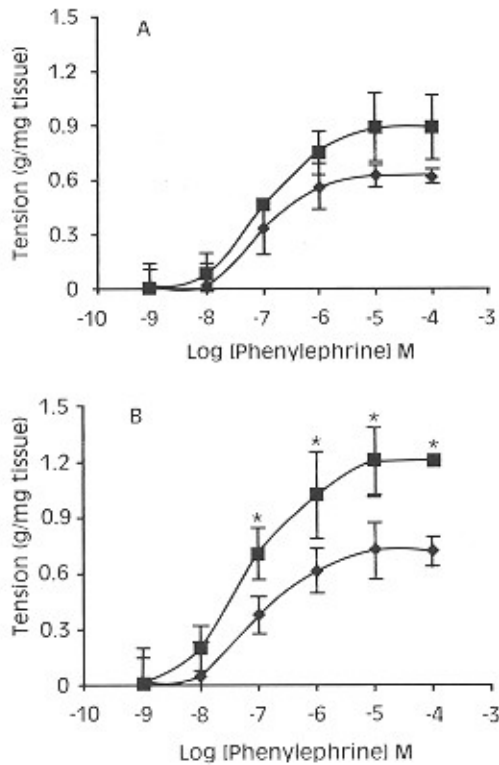 A
Tension (g/mg tissue)
1.5
1.2
0.9
0.6
0.3
0
-10 -9 -8 -7 -6 -5 -4 -3
Log [Phenylephrine] M
B
Tension (g/mg tissue)
1.5
1.2
0.9
0.6
0.3
0
* * * *
-10 -9 -8 -7 -6 -5 -4 -3
Log [Phenylephrine] M